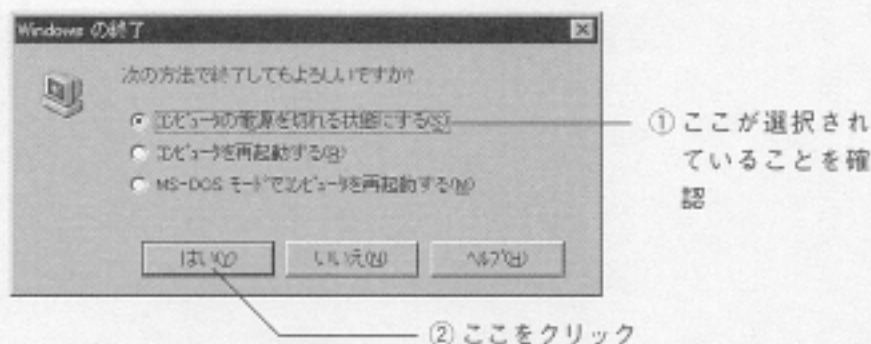 Windows の終了
次の方法で終了してもよろしいですか?
コンピュータの電源を切れる状態にする(S)
コンピュータを再起動する(R)
MS-DOS モードでコンピュータを再起動する(M)
はい(Y) いいえ(N) ヘルプ(H)
①ここが選択され
ていることを確
認
②ここをクリック